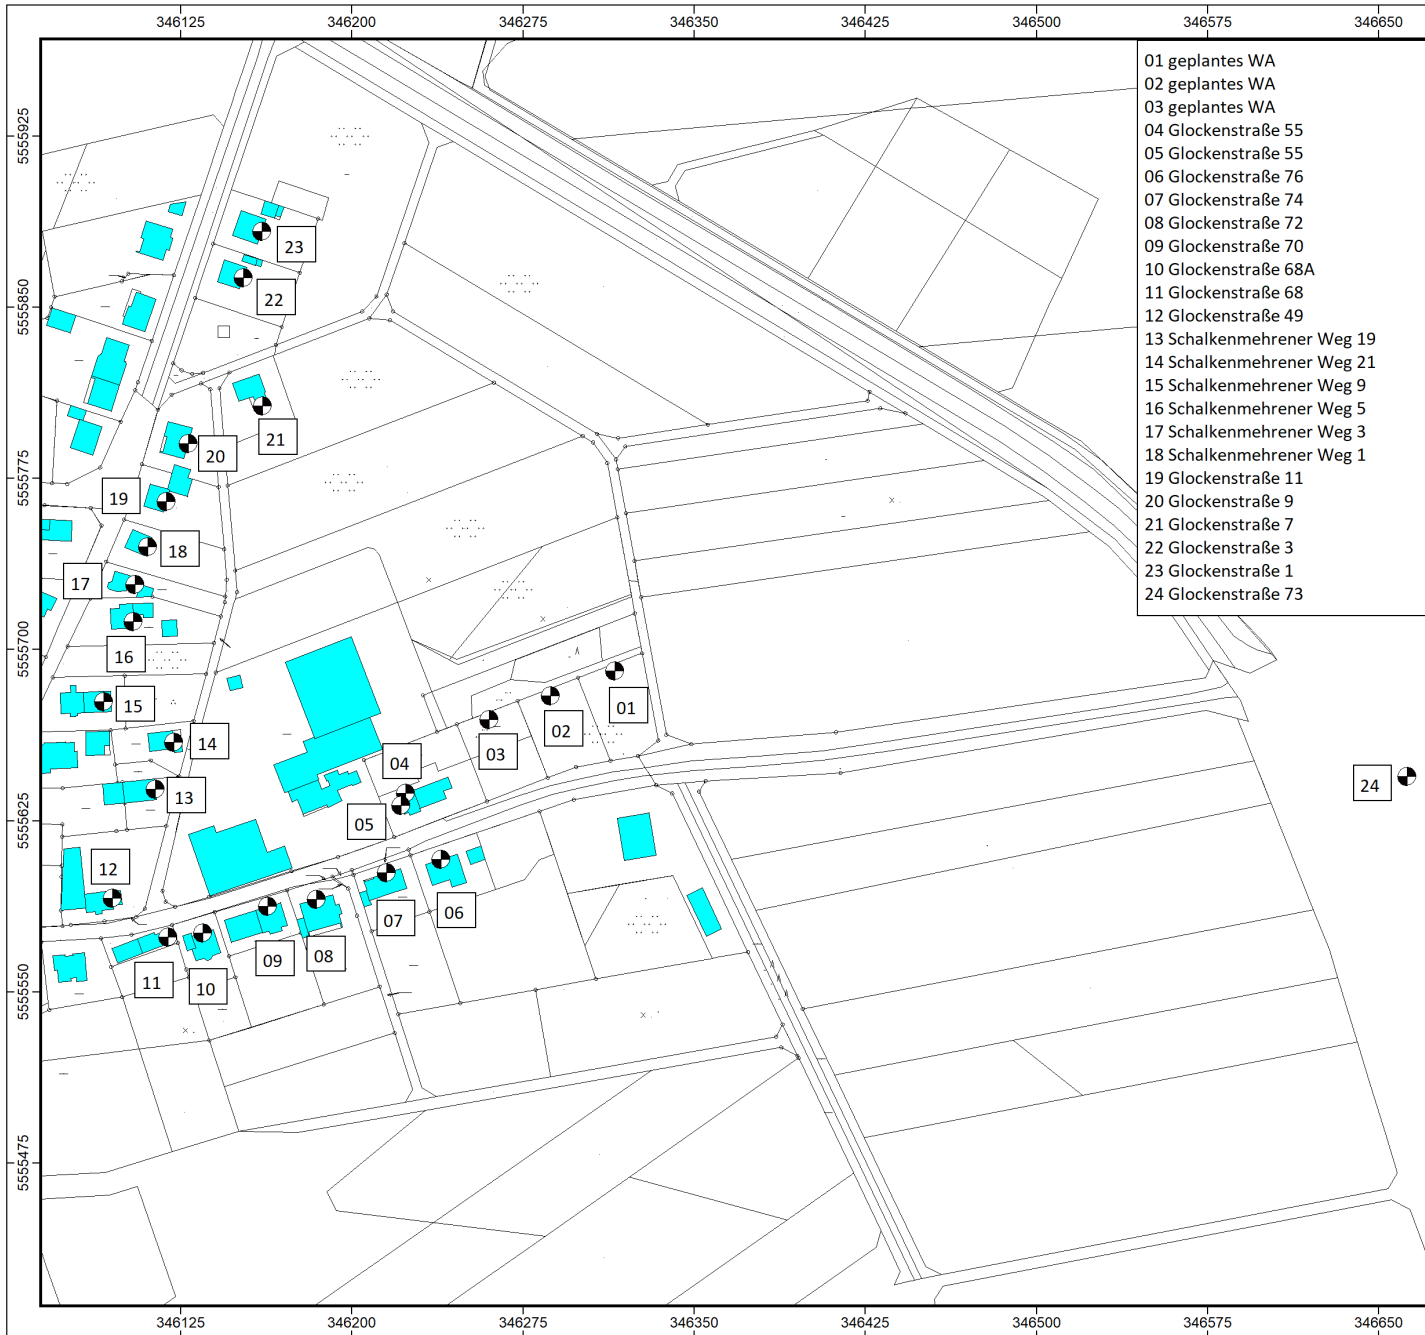 346125 346200 346275 346350 346425 346500 346575 346650
01 geplantes WA
02 geplantes WA
03 geplantes WA
04 Glockenstraße 55
05 Glockenstraße 55
06 Glockenstraße 76
07 Glockenstraße 74
08 Glockenstraße 72
09 Glockenstraße 70
10 Glockenstraße 68A
11 Glockenstraße 68
12 Glockenstraße 49
13 Schalkenmehrener Weg 19
14 Schalkenmehrener Weg 21
15 Schalkenmehrener Weg 9
16 Schalkenmehrener Weg 5
17 Schalkenmehrener Weg 3
18 Schalkenmehrener Weg 1
19 Glockenstraße 11
20 Glockenstraße 9
21 Glockenstraße 7
22 Glockenstraße 3
23 Glockenstraße 1
24 Glockenstraße 73
5555925
5555850
5555775
5555700
5555625
5555550
5555475
23
22
21
20
19
18
17
16
15
14
13
12
11
10
09
08
07
06
05
04
03
02
01
24
346125 346200 346275 346350 346425 346500 346575 346650